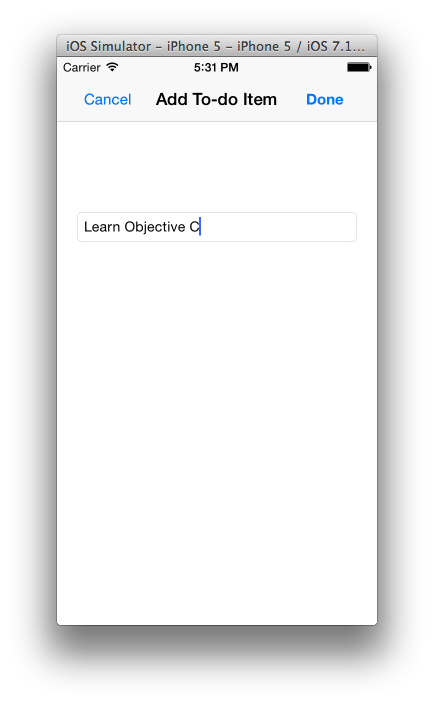 iOS Simulator – iPhone 5 – iPhone 5 / iOS 7.1...
Carrier 5:31 PM
Cancel Add To-do Item Done
Learn Objective C